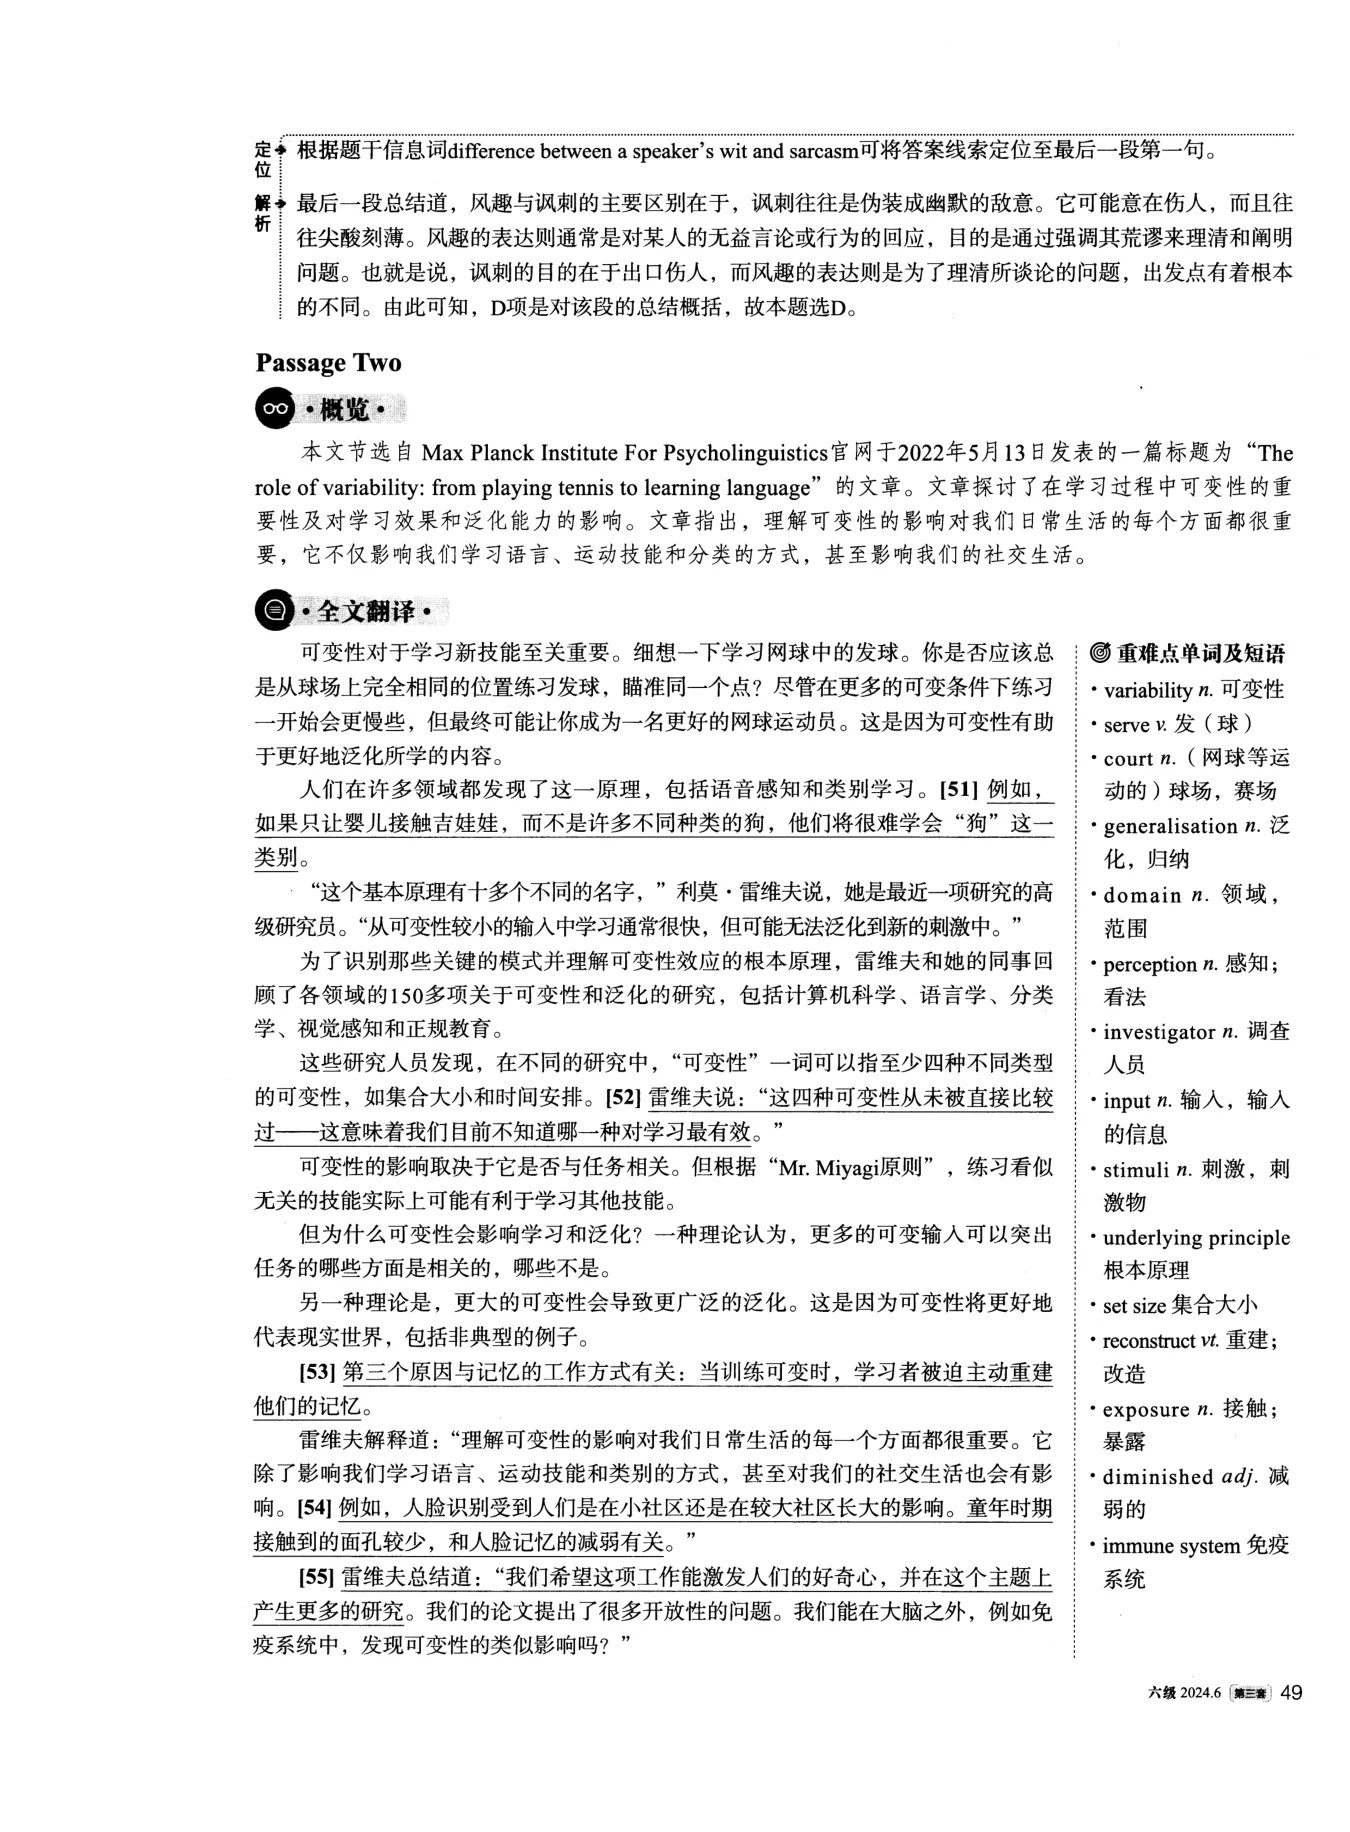 定位 根据题干信息词difference between a speaker's wit and sarcasm可将答案线索定位至最后一段第一句。
解析 最后一段总结道，风趣与讽刺的主要区别在于，讽刺往往是伪装成幽默的敌意。它可能意在伤人，而且往
往尖酸刻薄。风趣的表达则通常是对某人的无益言论或行为的回应，目的是通过强调其荒谬来理清和阐明
问题。也就是说，讽刺的目的在于出口伤人，而风趣的表达则是为了理清所谈论的问题，出发点有着根本
的不同。由此可知，D项是对该段的总结概括，故本题选D。
Passage Two
·概览·
本文节选自 Max Planck Institute For Psycholinguistics官网于2022年5月13日发表的一篇标题为“The
role of variability: from playing tennis to learning language”的文章。文章探讨了在学习过程中可变性的重
要性及对学习效果和泛化能力的影响。文章指出，理解可变性的影响对我们日常生活的每个方面都很重
要，它不仅影响我们学习语言、运动技能和分类的方式，甚至影响我们的社交生活。
·全文翻译·
可变性对于学习新技能至关重要。细想一下学习网球中的发球。你是否应该总
是从球场上完全相同的位置练习发球，瞄准同一个点？尽管在更多的可变条件下练习
一开始会更慢些，但最终可能让你成为一名更好的网球运动员。这是因为可变性有助
于更好地泛化所学的内容。
人们在许多领域都发现了这一原理，包括语音感知和类别学习。[51] 例如，
如果只让婴儿接触吉娃娃，而不是许多不同种类的狗，他们将很难学会“狗”这一
类别。
“这个基本原理有十多个不同的名字，”利莫·雷维夫说，她是最近一项研究的高
级研究员。“从可变性较小的输入中学习通常很快，但可能无法泛化到新的刺激中。”
为了识别那些关键的模式并理解可变性效应的根本原理，雷维夫和她的同事回
顾了各领域的150多项关于可变性和泛化的研究，包括计算机科学、语言学、分类
学、视觉感知和正规教育。
这些研究人员发现，在不同的研究中，“可变性”一词可以指至少四种不同类型
的可变性，如集合大小和时间安排。[52] 雷维夫说：“这四种可变性从未被直接比较
过——这意味着我们目前不知道哪一种对学习最有效。”
可变性的影响取决于它是否与任务相关。但根据“Mr. Miyagi原则”，练习看似
无关的技能实际上可能有利于学习其他技能。
但为什么可变性会影响学习和泛化？一种理论认为，更多的可变输入可以突出
任务的哪些方面是相关的，哪些不是。
另一种理论是，更大的可变性会导致更广泛的泛化。这是因为可变性将更好地
代表现实世界，包括非典型的例子。
[53] 第三个原因与记忆的工作方式有关：当训练可变时，学习者被迫主动重建
他们的记忆。
雷维夫解释道：“理解可变性的影响对我们日常生活的每一个方面都很重要。它
除了影响我们学习语言、运动技能和类别的方式，甚至对我们的社交生活也会有影
响。[54] 例如，人脸识别受到人们是在小社区还是在较大社区长大的影响。童年时期
接触到的面孔较少，和人脸记忆的减弱有关。”
[55] 雷维夫总结道：“我们希望这项工作能激发人们的好奇心，并在这个主题上
产生更多的研究。我们的论文提出了很多开放性的问题。我们能在大脑之外，例如免
疫系统中，发现可变性的类似影响吗？”
重难点单词及短语
·variability n. 可变性
·serve v. 发（球）
·court n.（网球等运
动的）球场，赛场
·generalisation n. 泛
化，归纳
·domain n. 领域，
范围
·perception n. 感知；
看法
·investigator n. 调查
人员
·input n. 输入，输入
的信息
·stimuli n. 刺激，刺
激物
·underlying principle
根本原理
·set size 集合大小
·reconstruct vt. 重建；
改造
·exposure n. 接触；
暴露
·diminished adj. 减
弱的
·immune system 免疫
系统
六级 2024.6 第三套 49